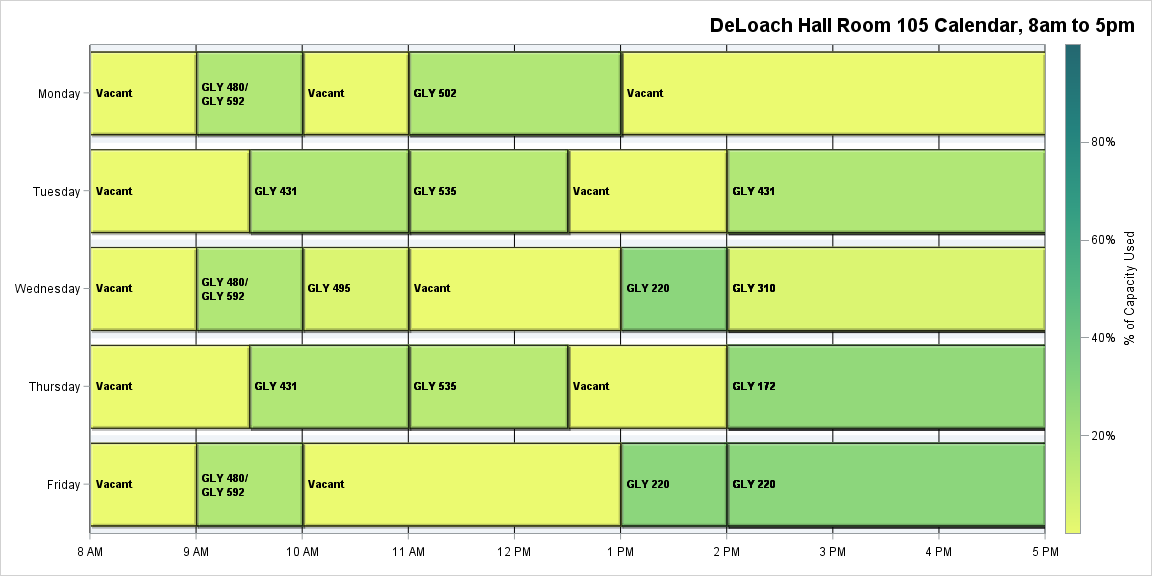 DeLoach Hall Room 105 Calendar, 8am to 5pm
Monday
Vacant
GLY 480/
GLY 592
Vacant
GLY 502
Vacant
Tuesday
Vacant
GLY 431
GLY 535
Vacant
GLY 431
Wednesday
Vacant
GLY 480/
GLY 592
GLY 495
Vacant
GLY 220
GLY 310
Thursday
Vacant
GLY 431
GLY 535
Vacant
GLY 172
Friday
Vacant
GLY 480/
GLY 592
Vacant
GLY 220
GLY 220
8 AM
9 AM
10 AM
11 AM
12 PM
1 PM
2 PM
3 PM
4 PM
5 PM
80%
60%
40%
20%
% of Capacity Used